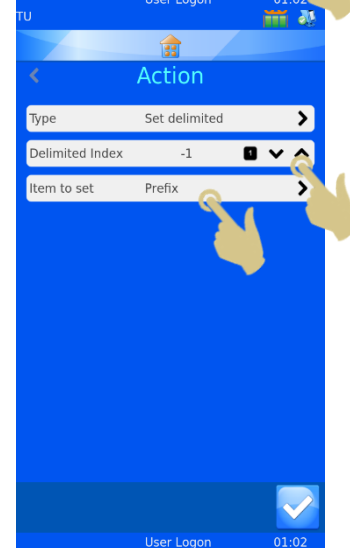 User Logon 01:02
TU
Action
Type Set delimited
Delimited Index -1 1
Item to set Prefix
User Logon 01:02